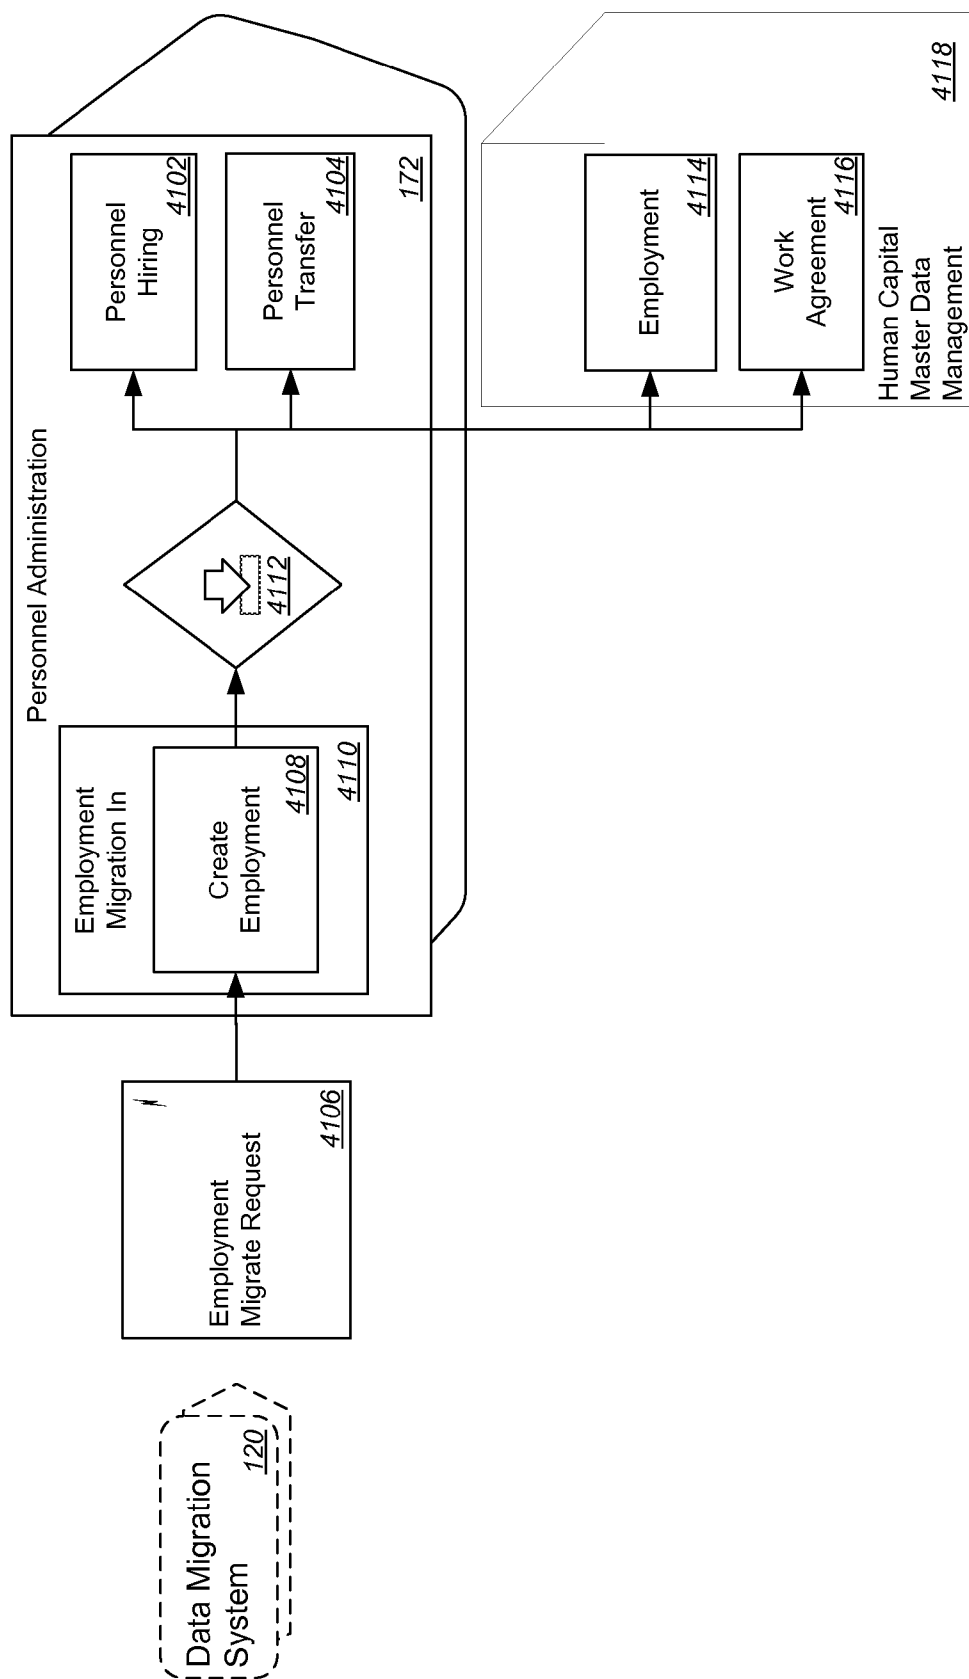 Data Migration
System
120
Employment
Migrate Request
4106
Personnel Administration
Employment
Migration In
Create
Employment
4108
4110
4112
Personnel
Hiring
4102
Personnel
Transfer
4104
172
Employment
4114
Work
Agreement
4116
Human Capital
Master Data
Management
4118